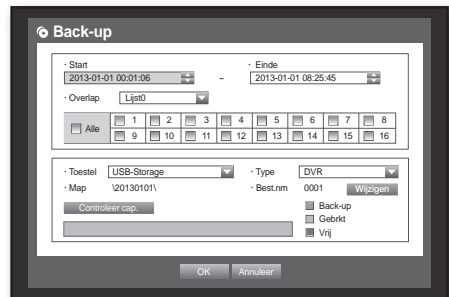 Back-up
· Start · Einde
2013-01-01 00:01:06 ~ 2013-01-01 08:25:45
· Overlap Lijst0
Alle 1 2 3 4 5 6 7 8
9 10 11 12 13 14 15 16
· Toestel USB-Storage · Type DVR
· Map \20130101\ · Best.nm 0001 Wijzigen
Controleer cap. Back-up
Gebrkt
Vrij
OK Annuleer